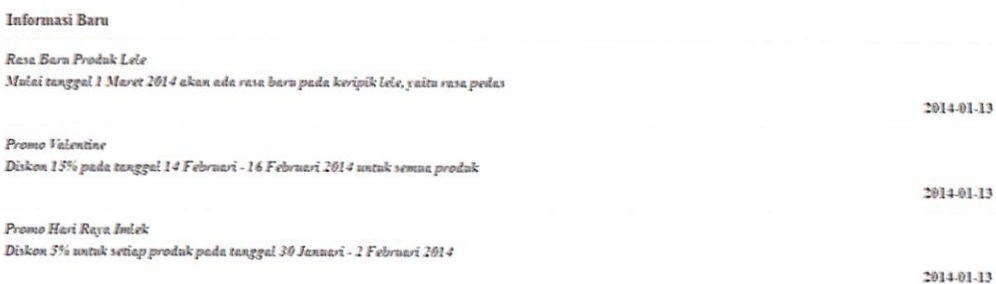 Informasi Baru
Rasa Baru Produk Lele
Mulai tanggal 1 Maret 2014 akan ada rasa baru pada keripik lele, yaitu rasa pedas
2014-01-13
Promo Valentine
Diskon 15% pada tanggal 14 Februari - 16 Februari 2014 untuk semua produk
2014-01-13
Promo Hari Raya Imlek
Diskon 5% untuk setiap produk pada tanggal 30 Januari - 2 Februari 2014
2014-01-13